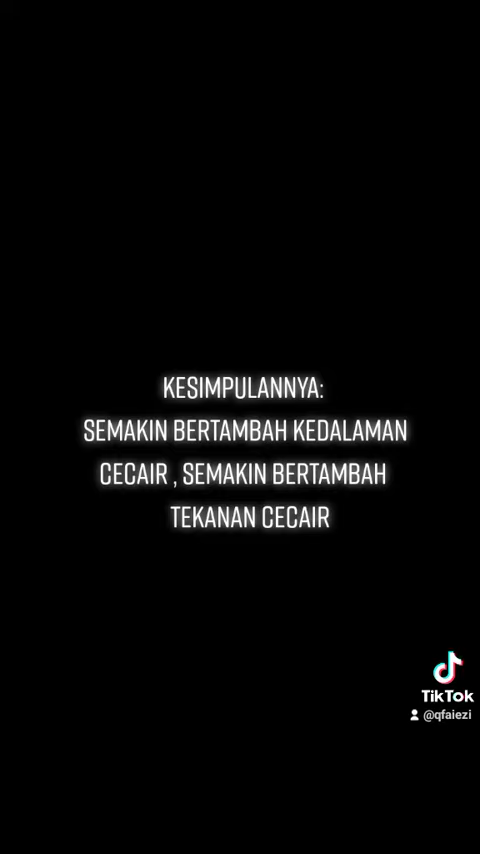 KESIMPULANNYA:
SEMAKIN BERTAMBAH KEDALAMAN
CECAIR , SEMAKIN BERTAMBAH
TEKANAN CECAIR
TikTok
@qfaiezi